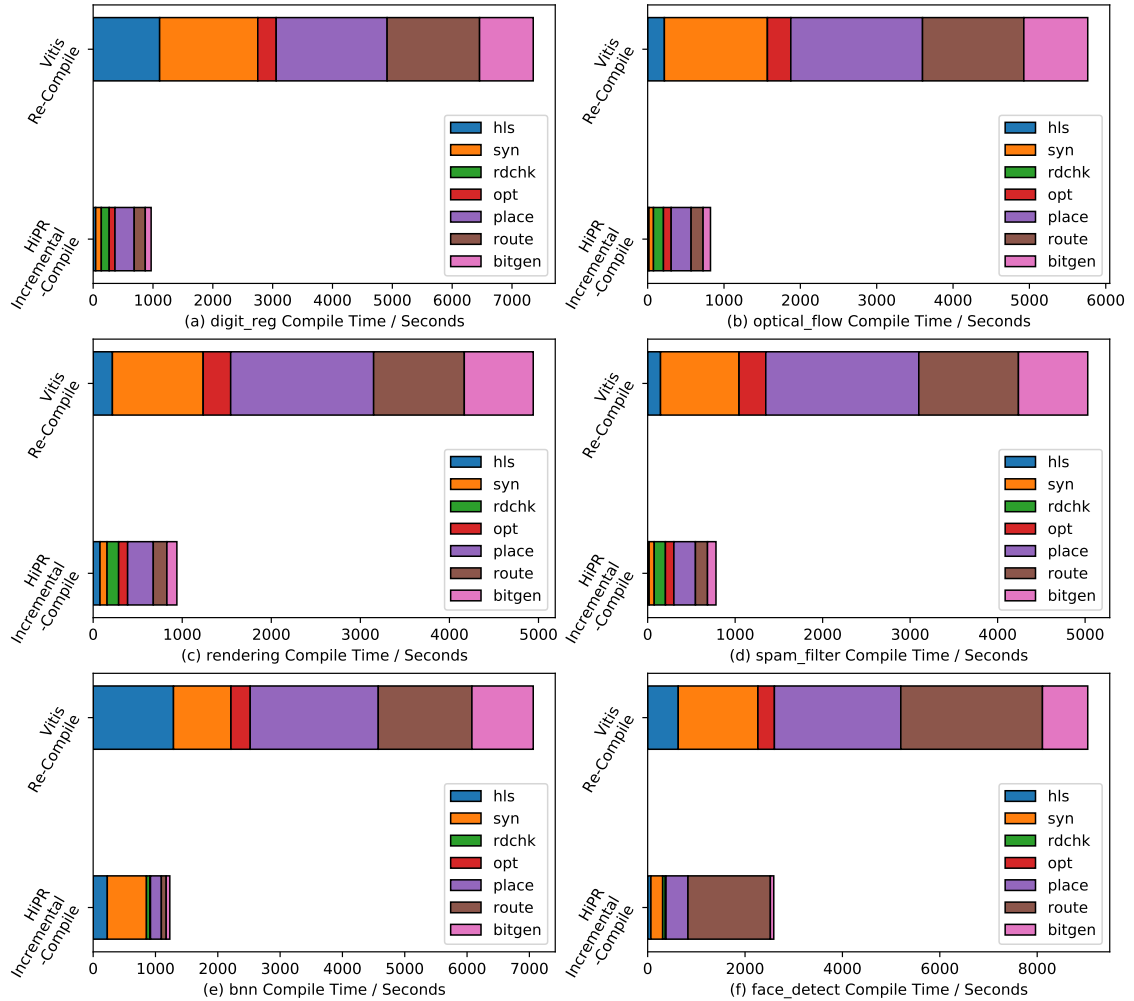 Vitis
Re-Compile
HiPR
Incremental
-Compile
hls
syn
rdchk
opt
place
route
bitgen
0 1000 2000 3000 4000 5000 6000 7000
(a) digit_reg Compile Time / Seconds
Vitis
Re-Compile
HiPR
Incremental
-Compile
hls
syn
rdchk
opt
place
route
bitgen
0 1000 2000 3000 4000 5000 6000
(b) optical_flow Compile Time / Seconds
Vitis
Re-Compile
HiPR
Incremental
-Compile
hls
syn
rdchk
opt
place
route
bitgen
0 1000 2000 3000 4000 5000
(c) rendering Compile Time / Seconds
Vitis
Re-Compile
HiPR
Incremental
-Compile
hls
syn
rdchk
opt
place
route
bitgen
0 1000 2000 3000 4000 5000
(d) spam_filter Compile Time / Seconds
Vitis
Re-Compile
HiPR
Incremental
-Compile
hls
syn
rdchk
opt
place
route
bitgen
0 1000 2000 3000 4000 5000 6000 7000
(e) bnn Compile Time / Seconds
Vitis
Re-Compile
HiPR
Incremental
-Compile
hls
syn
rdchk
opt
place
route
bitgen
0 2000 4000 6000 8000
(f) face_detect Compile Time / Seconds